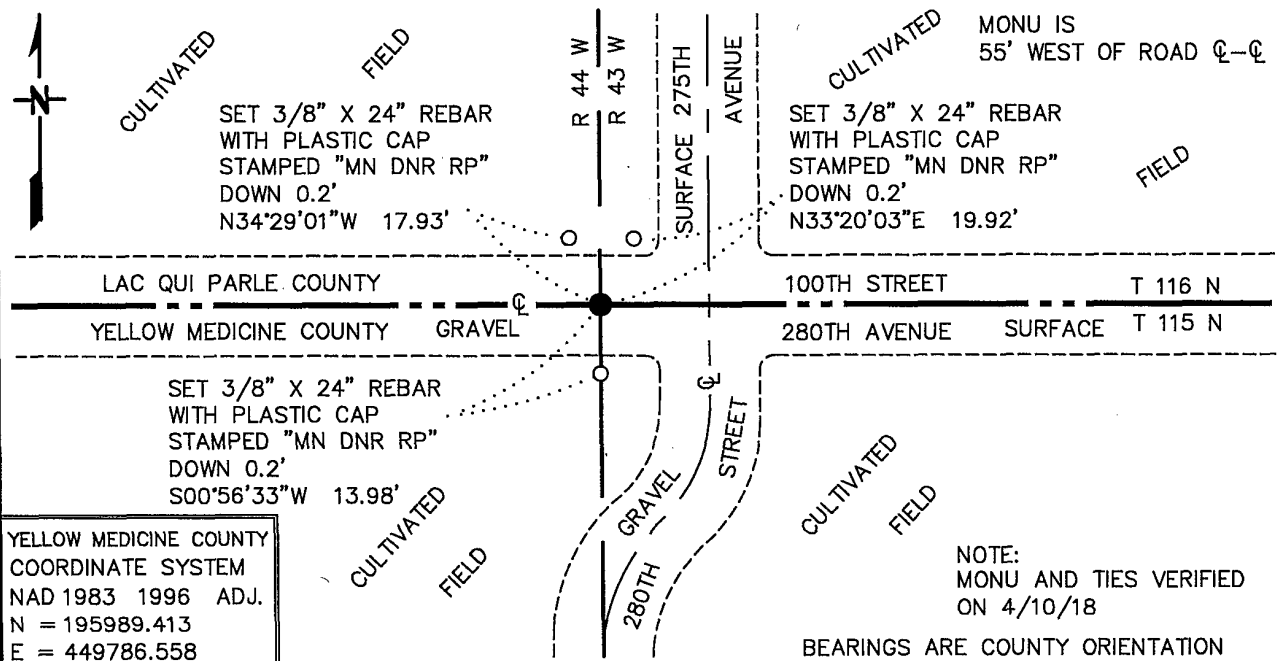 N
CULTIVATED
FIELD
SET 3/8" X 24" REBAR
WITH PLASTIC CAP
STAMPED "MN DNR RP"
DOWN 0.2'
N34°29'01"W 17.93'
R 44 W
R 43 W
SURFACE 275TH
AVENUE
CULTIVATED
FIELD
MONU IS
55' WEST OF ROAD ℄-℄
SET 3/8" X 24" REBAR
WITH PLASTIC CAP
STAMPED "MN DNR RP"
DOWN 0.2'
N33°20'03"E 19.92'
LAC QUI PARLE COUNTY
100TH STREET
T 116 N
℄
YELLOW MEDICINE COUNTY
GRAVEL
280TH AVENUE
SURFACE
T 115 N
SET 3/8" X 24" REBAR
WITH PLASTIC CAP
STAMPED "MN DNR RP"
DOWN 0.2'
S00°56'33"W 13.98'
℄
GRAVEL
280TH
STREET
CULTIVATED
FIELD
CULTIVATED
FIELD
YELLOW MEDICINE COUNTY
COORDINATE SYSTEM
NAD 1983 1996 ADJ.
N = 195989.413
E = 449786.558
NOTE:
MONU AND TIES VERIFIED
ON 4/10/18
BEARINGS ARE COUNTY ORIENTATION